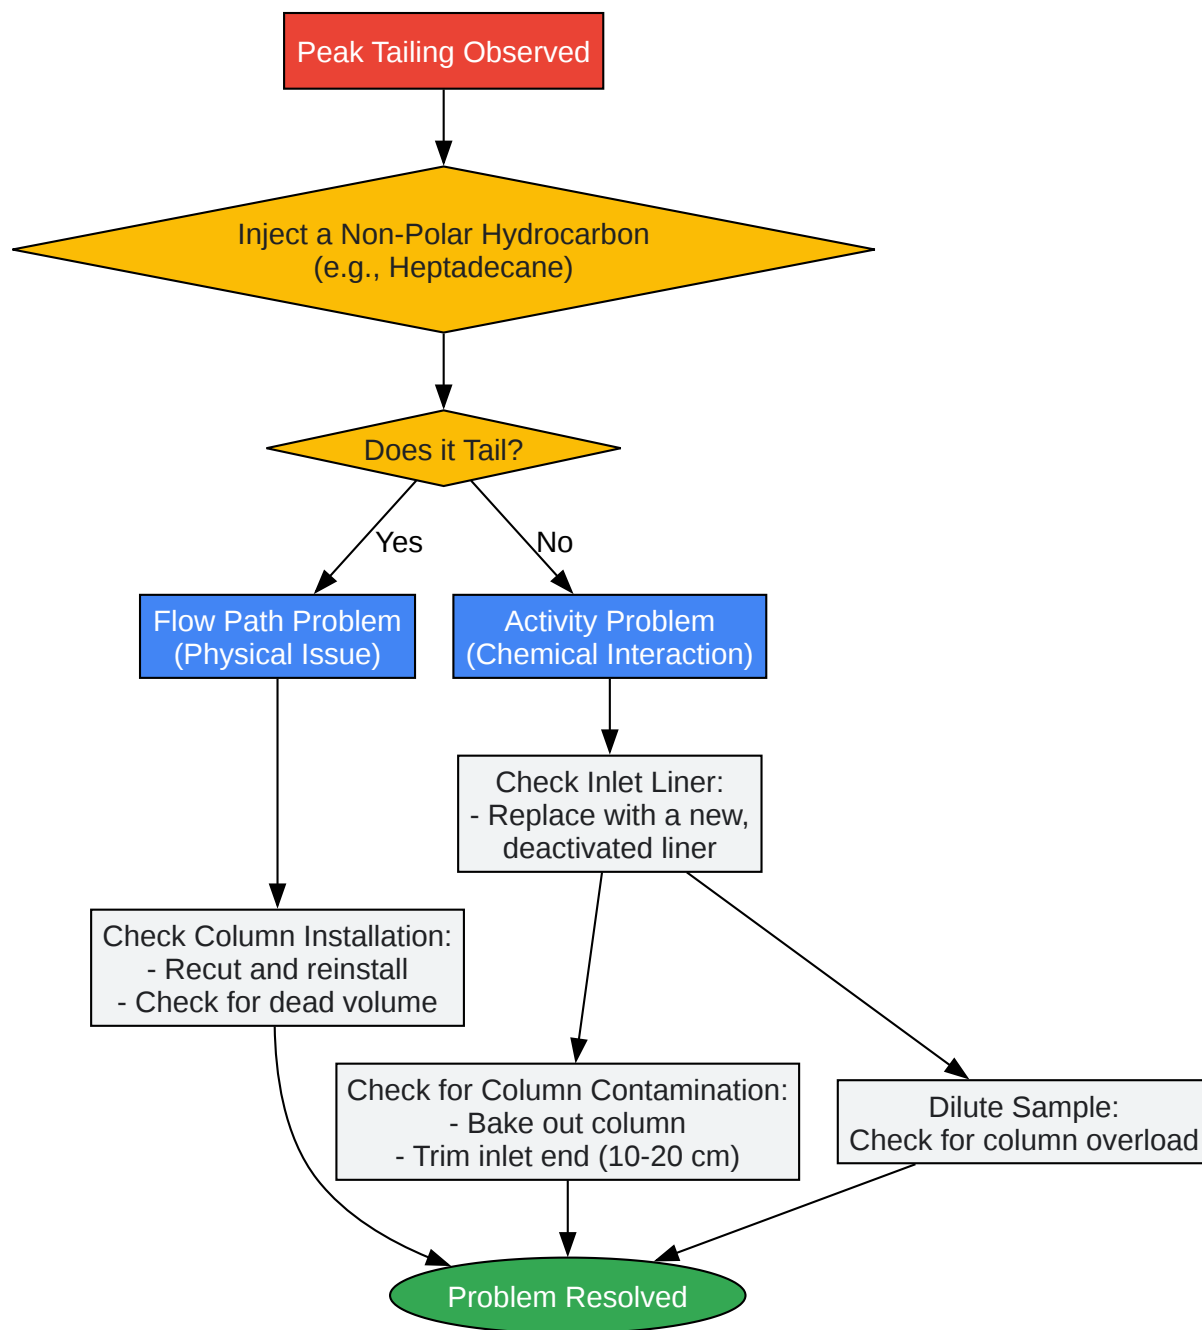 Peak Tailing Observed
Inject a Non-Polar Hydrocarbon
(e.g., Heptadecane)
Does it Tail?
Yes
No
Flow Path Problem
(Physical Issue)
Activity Problem
(Chemical Interaction)
Check Inlet Liner:
- Replace with a new,
deactivated liner
Check Column Installation:
- Recut and reinstall
- Check for dead volume
Check for Column Contamination:
- Bake out column
- Trim inlet end (10-20 cm)
Dilute Sample:
Check for column overload
Problem Resolved